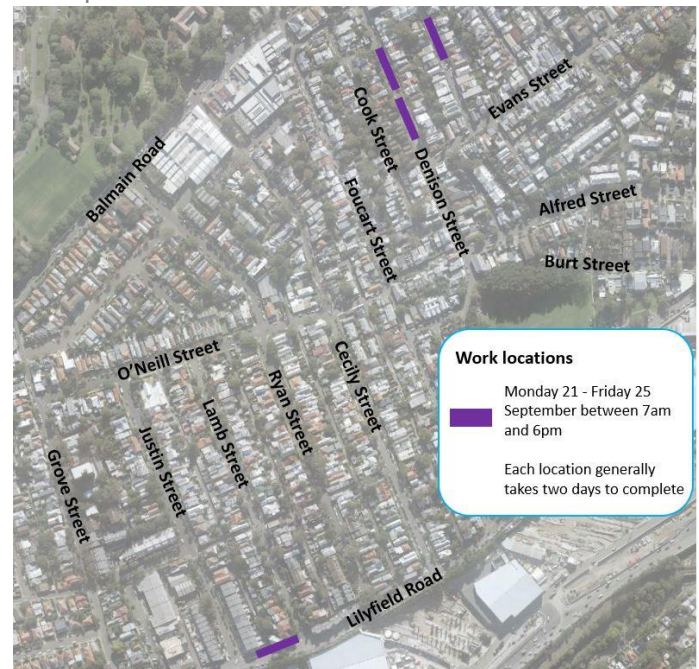 Balmain Road
Cook Street
Evans Street
Denison Street
Foucart Street
Alfred Street
Burt Street
O'Neill Street
Cecily Street
Ryan Street
Lamb Street
Justin Street
Grove Street
Lilyfield Road
Work locations
Monday 21 - Friday 25
September between 7am
and 6pm
Each location generally
takes two days to complete